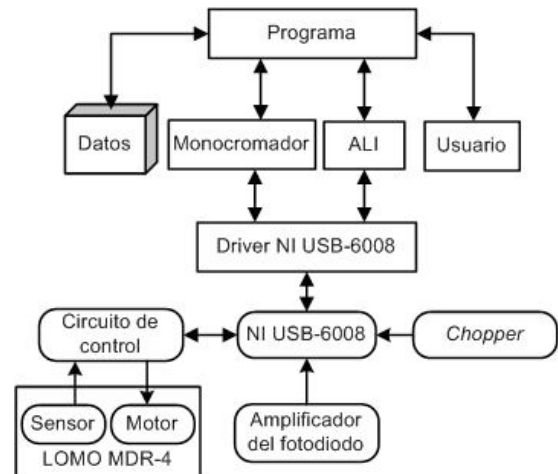 Programa
Datos
Monocromador
ALI
Usuario
Driver NI USB-6008
Circuito de
control
NI USB-6008
Chopper
Sensor
Motor
LOMO MDR-4
Amplificador
del fotodiodo